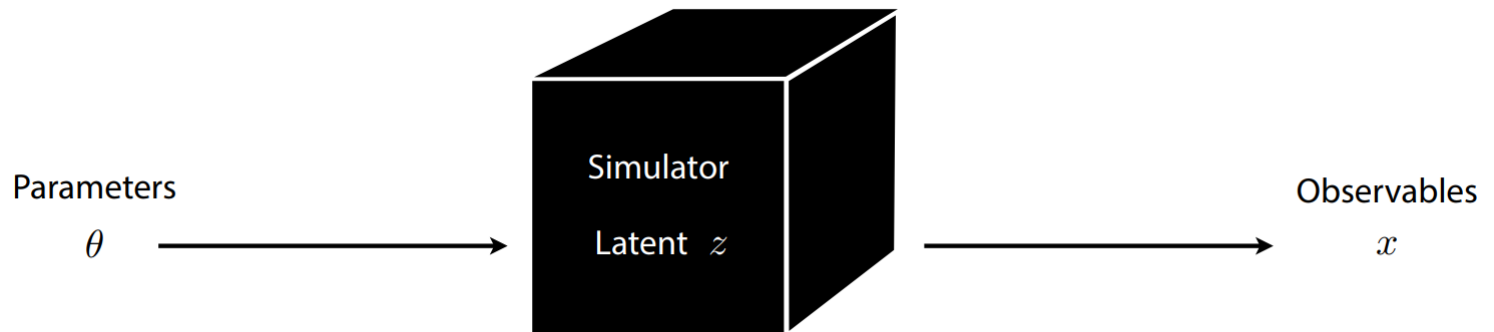 Parameters
θ
Simulator
Latent z
Observables
x